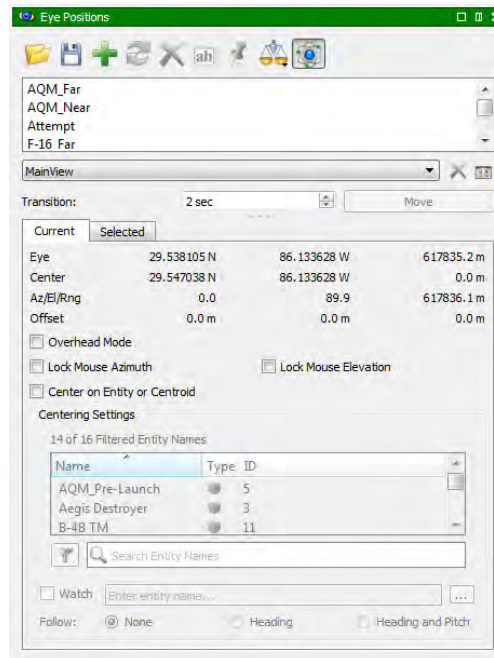 Eye Positions
ab
AQM_Far
AQM_Near
Attempt
F-16 Far
MainView
Transition: 2 sec Move
Current Selected
Eye 29.538105 N 86.133628 W 617835.2 m
Center 29.547038 N 86.133628 W 0.0 m
Az/El/Rng 0.0 89.9 617836.1 m
Offset 0.0 m 0.0 m 0.0 m
Overhead Mode
Lock Mouse Azimuth Lock Mouse Elevation
Center on Entity or Centroid
Centering Settings
14 of 16 Filtered Entity Names
Name Type ID
AQM_Pre-Launch 5
Aegis Destroyer 3
B-4B TM 11
Search Entity Names
Watch Enter entity name... ...
Follow: None Heading Heading and Pitch